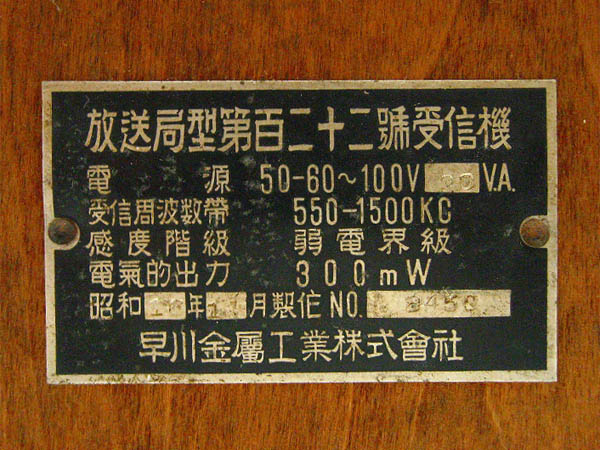 放送局型第百二十二號受信機
電源 50-60~100V V.A.
受信周波数帯 550-1500KC
感度階級 弱電界級
電氣的出力 300mW
昭和 年 月製作 NO. 3450
早川金屬工業株式會社